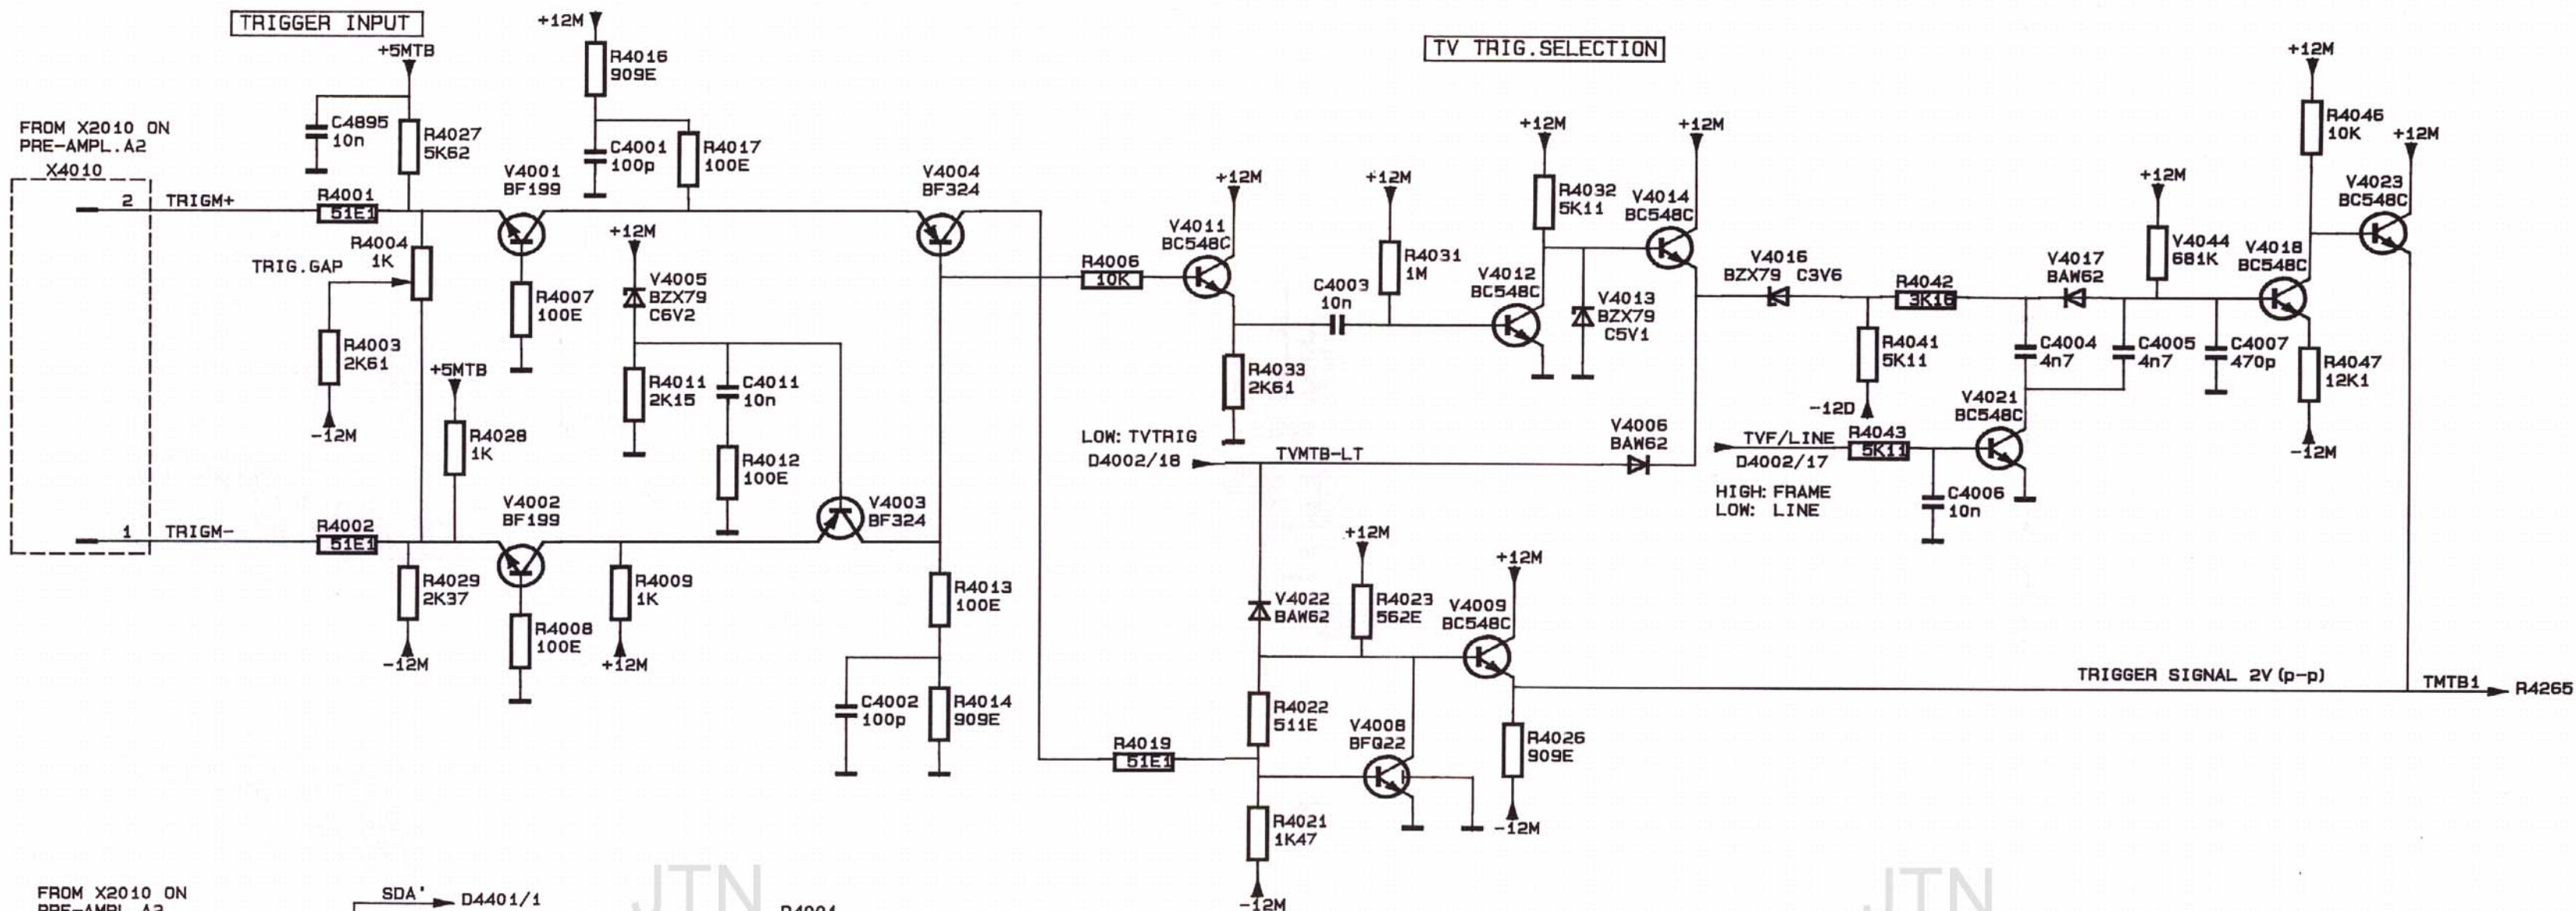 TRIGGER INPUT
TV TRIG.SELECTION
FROM X2010 ON
PRE-AMPL.A2
X4010
2
TRIGM+
1
TRIGM-
+5MTB
C4895
10n
R4027
5K62
R4001
51E1
R4004
1K
TRIG.GAP
R4003
2K61
-12M
+5MTB
R4028
1K
R4002
51E1
R4029
2K37
-12M
V4001
BF199
R4007
100E
V4002
BF199
R4008
100E
+12M
R4016
909E
C4001
100p
R4017
100E
+12M
V4005
BZX79
C6V2
R4011
2K15
C4011
10n
R4012
100E
R4009
1K
+12M
V4003
BF324
V4004
BF324
R4013
100E
C4002
100p
R4014
909E
R4006
10K
+12M
V4011
BC548C
R4033
2K61
C4003
10n
+12M
R4031
1M
V4012
BC548C
+12M
R4032
5K11
V4013
BZX79
C5V1
+12M
V4014
BC548C
LOW: TVTRIG
D4002/18
TVMTB-LT
V4006
BAW62
V4016
BZX79 C3V6
R4042
3K16
R4041
5K11
-12D
TVF/LINE
D4002/17
HIGH: FRAME
LOW: LINE
R4043
5K11
C4006
10n
V4021
BC548C
C4004
4n7
V4017
BAW62
C4005
4n7
+12M
V4044
681K
C4007
470p
V4018
BC548C
R4047
12K1
-12M
+12M
R4046
10K
+12M
V4023
BC548C
V4022
BAW62
+12M
R4023
562E
+12M
V4009
BC548C
R4022
511E
V4008
BFQ22
R4026
909E
-12M
R4019
51E1
R4021
1K47
-12M
TRIGGER SIGNAL 2V(p-p)
TMTB1
R4265
FROM X2010 ON
PRE-AMPL.A2
SDA'
D4401/1
JTN
JTN